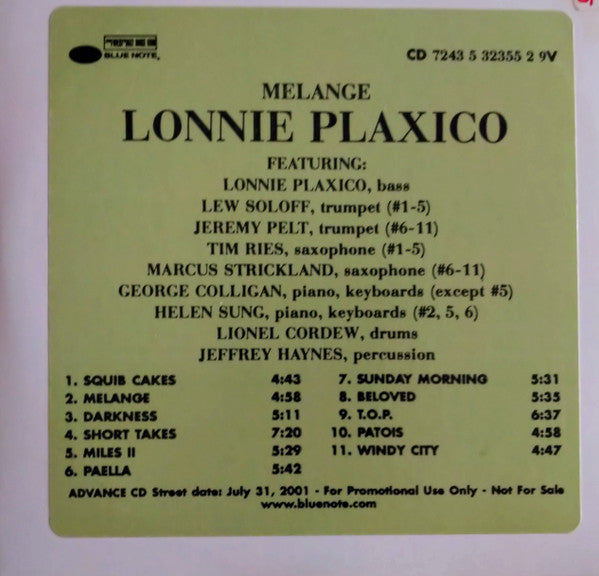 BLUE NOTE.
CD 7243 5 32355 2 9V
MELANGE
LONNIE PLAXICO
FEATURING:
LONNIE PLAXICO, bass
LEW SOLOFF, trumpet (#1-5)
JEREMY PELT, trumpet (#6-11)
TIM RIES, saxophone (#1-5)
MARCUS STRICKLAND, saxophone (#6-11)
GEORGE COLLIGAN, piano, keyboards (except #5)
HELEN SUNG, piano, keyboards (#2, 5, 6)
LIONEL CORDEW, drums
JEFFREY HAYNES, percussion
1. SQUIB CAKES 4:43
2. MELANGE 4:58
3. DARKNESS 5:11
4. SHORT TAKES 7:20
5. MILES II 5:29
6. PAELLA 5:42
7. SUNDAY MORNING 5:31
8. BELOVED 5:35
9. T.O.P. 6:37
10. PATOIS 4:58
11. WINDY CITY 4:47
ADVANCE CD Street date: July 31, 2001 - For Promotional Use Only - Not For Sale
www.bluenote.com